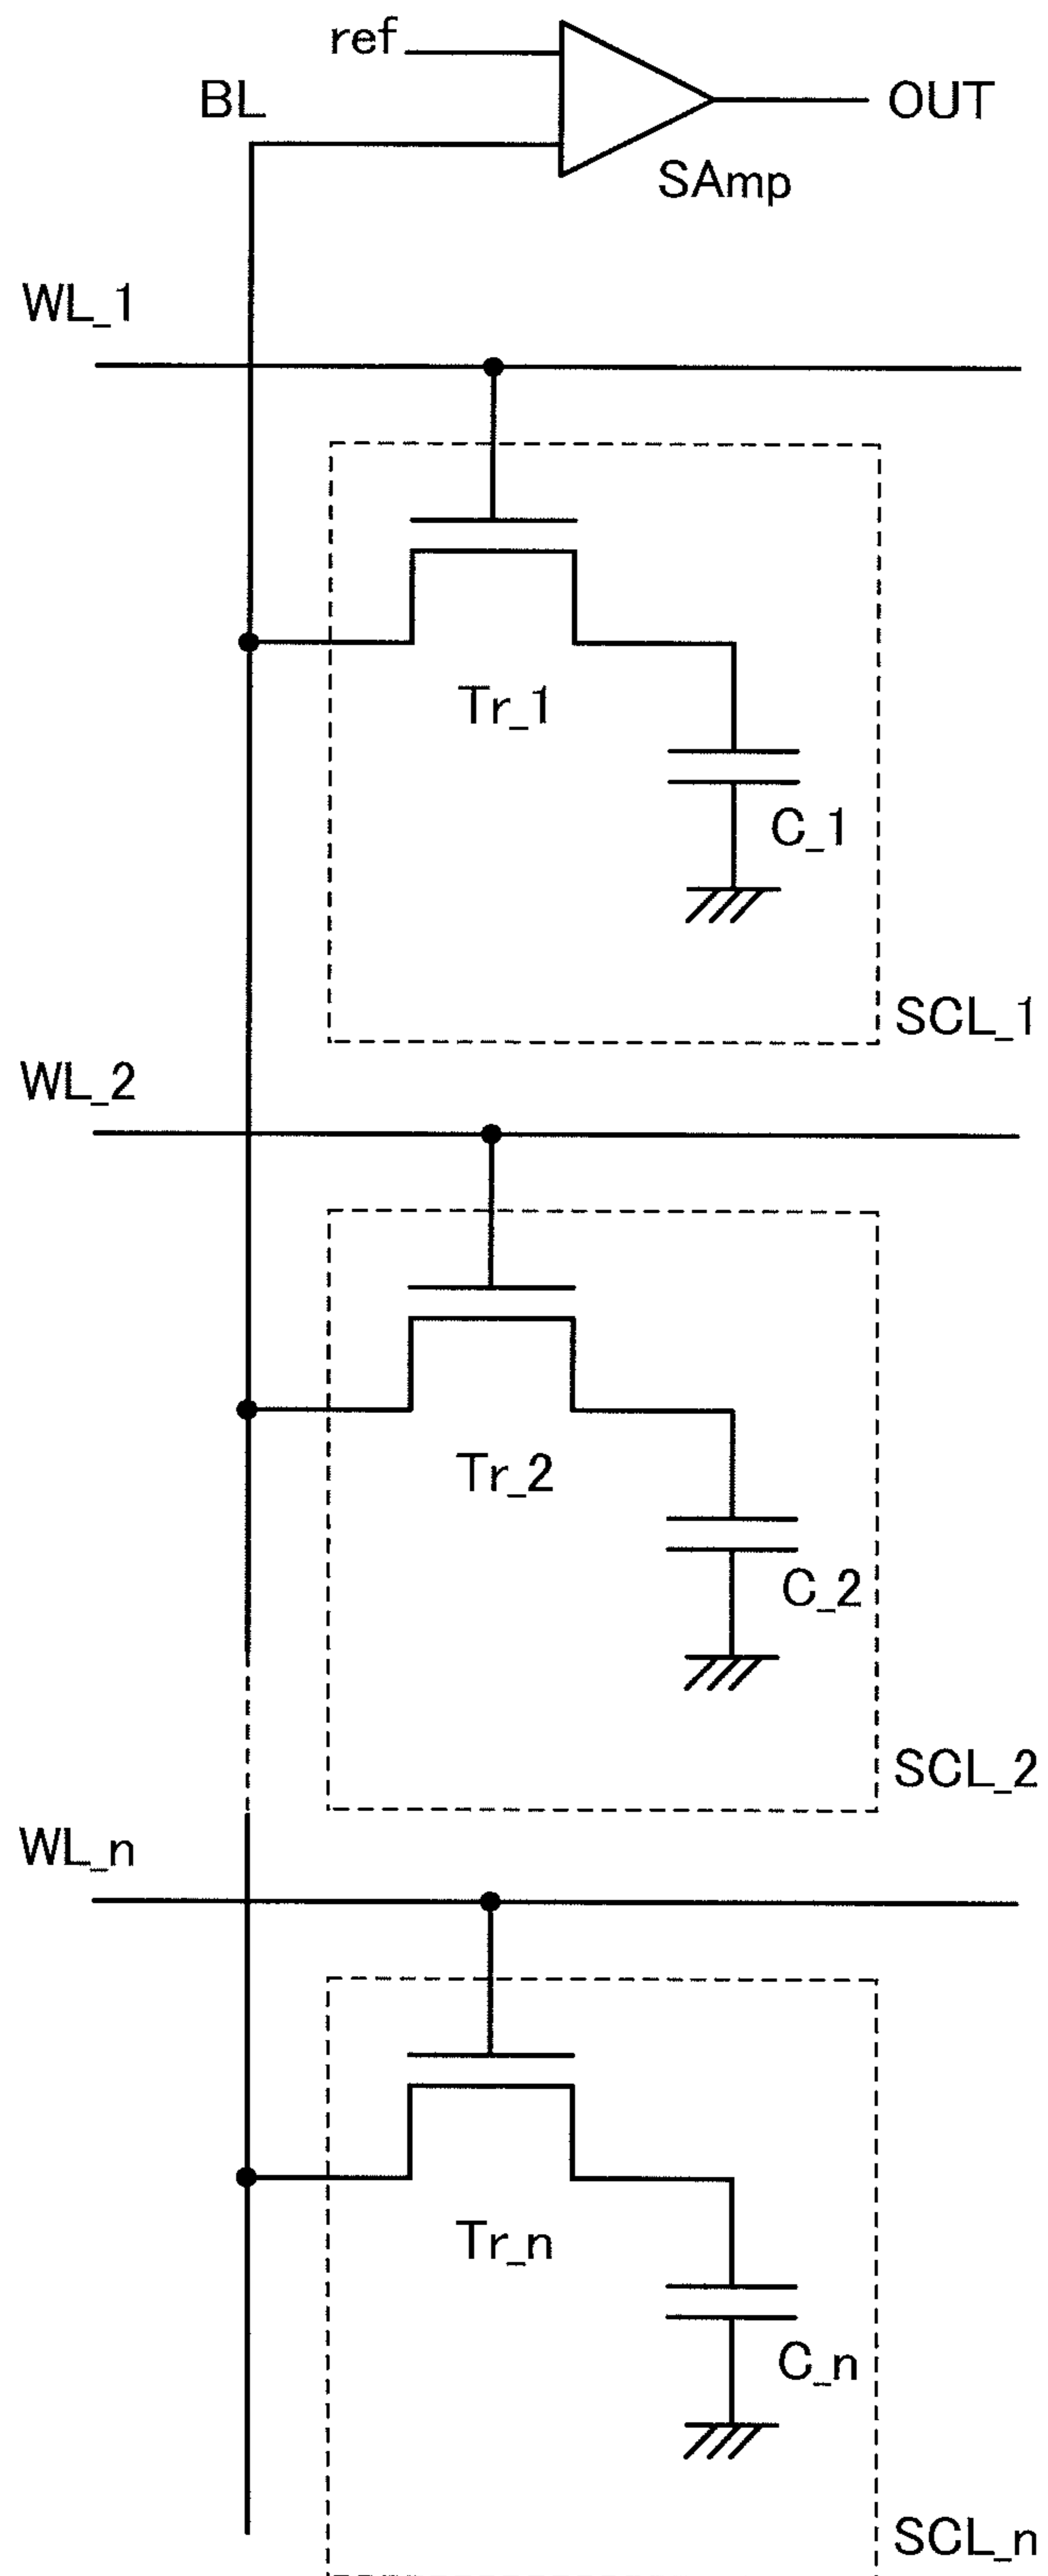 ref
BL
OUT
SAmp
WL_1
Tr_1
C_1
SCL_1
WL_2
Tr_2
C_2
SCL_2
WL_n
Tr_n
C_n
SCL_n